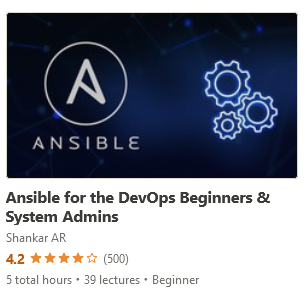 A
ANSIBLE
Ansible for the DevOps Beginners &
System Admins
Shankar AR
4.2 (500)
5 total hours • 39 lectures • Beginner